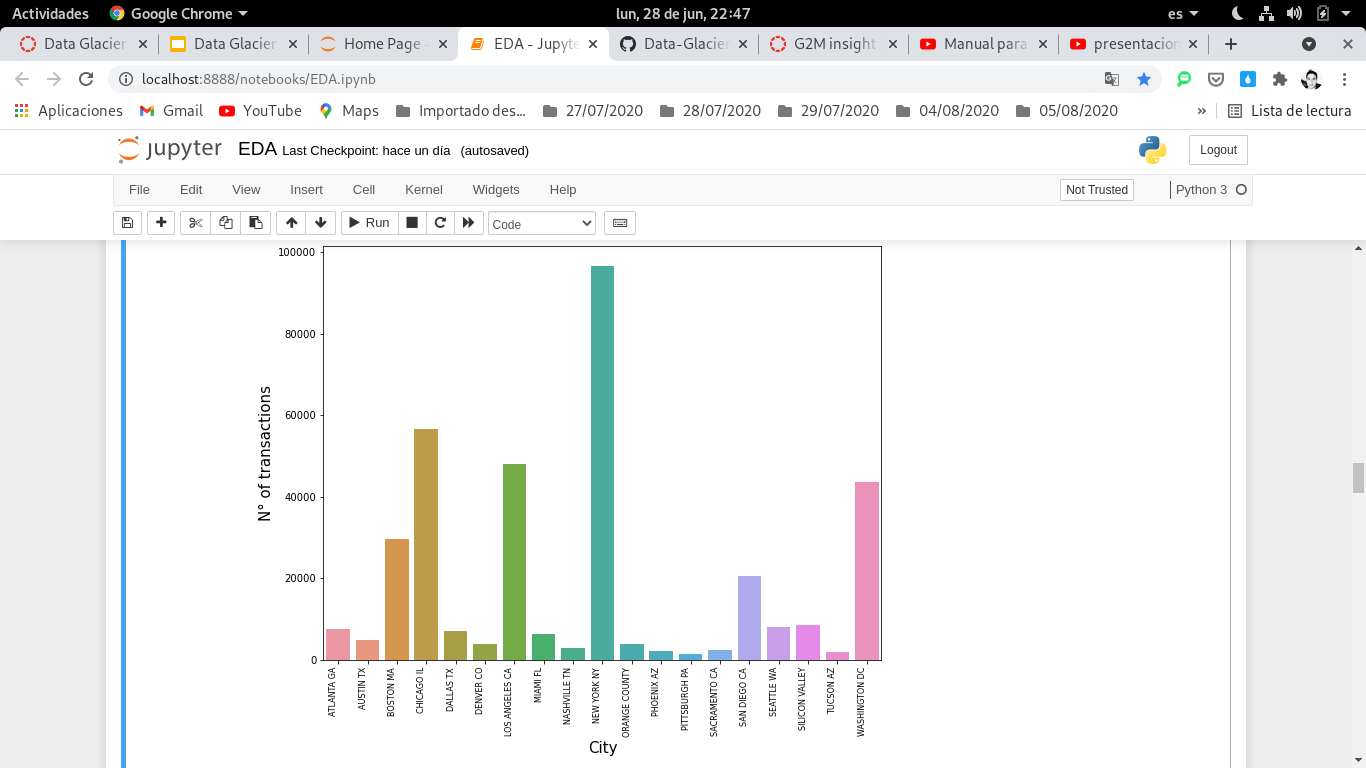 Actividades Google Chrome lun, 28 de jun, 22:47 es
Data Glacier Data Glacier Home Page - EDA - Jupyte Data-Glacier G2M insight Manual para presentacion
localhost:8888/notebooks/EDA.ipynb
Aplicaciones Gmail YouTube Maps Importado des... 27/07/2020 28/07/2020 29/07/2020 04/08/2020 05/08/2020 » Lista de lectura
jupyter EDA Last Checkpoint: hace un día (autosaved) Logout
File Edit View Insert Cell Kernel Widgets Help Not Trusted Python 3
Run Code
100000
80000
60000
40000
20000
0
N° of transactions
ATLANTA GA
AUSTIN TX
BOSTON MA
CHICAGO IL
DALLAS TX
DENVER CO
LOS ANGELES CA
MIAMI FL
NASHVILLE TN
NEW YORK NY
ORANGE COUNTY
PHOENIX AZ
PITTSBURGH PA
SACRAMENTO CA
SAN DIEGO CA
SEATTLE WA
SILICON VALLEY
TUCSON AZ
WASHINGTON DC
City